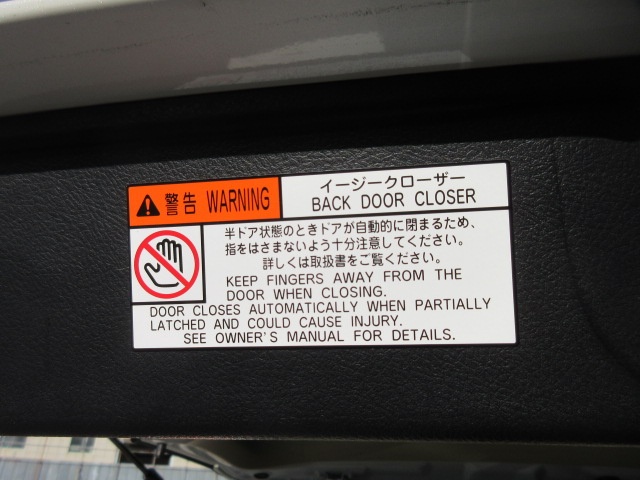 警告 WARNING
イージークローザー
BACK DOOR CLOSER
半ドア状態のときドアが自動的に閉まるため、
指をはさまないよう十分注意してください。
詳しくは取扱書をご覧ください。
KEEP FINGERS AWAY FROM THE
DOOR WHEN CLOSING.
DOOR CLOSES AUTOMATICALLY WHEN PARTIALLY
LATCHED AND COULD CAUSE INJURY.
SEE OWNER'S MANUAL FOR DETAILS.